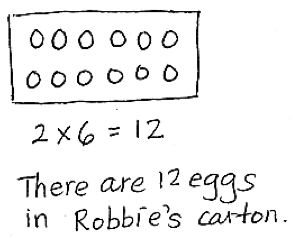 2 × 6 = 12
There are 12 eggs
in Robbie's carton.